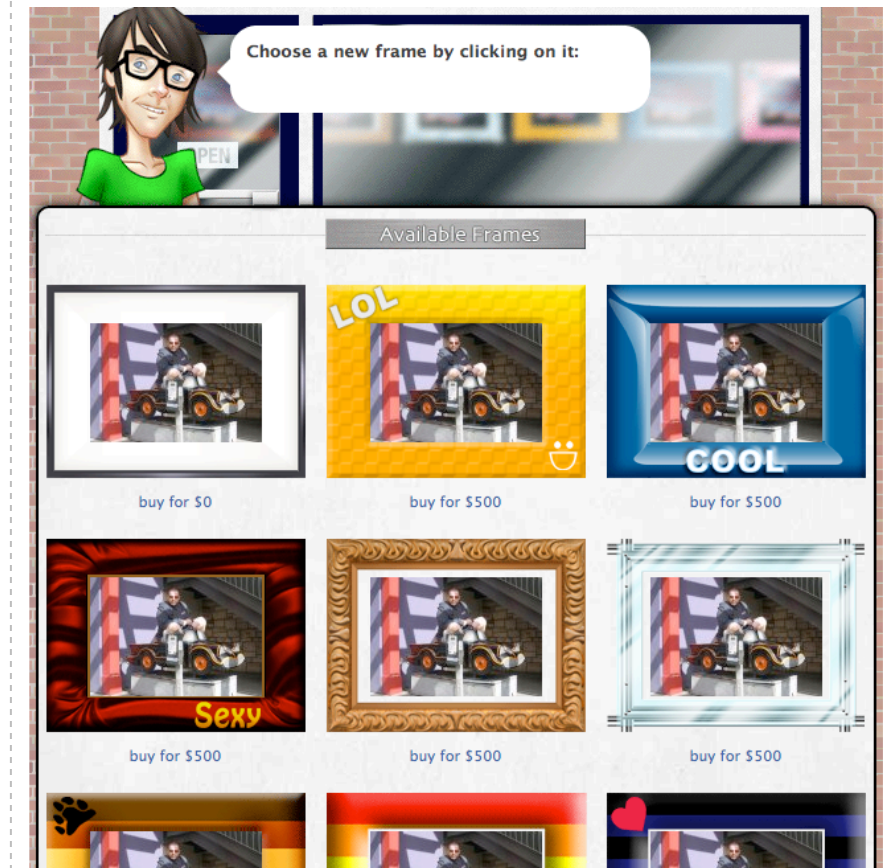 Choose a new frame by clicking on it:
OPEN
Available Frames
LOL
COOL
buy for $0
buy for $500
buy for $500
Sexy
buy for $500
buy for $500
buy for $500